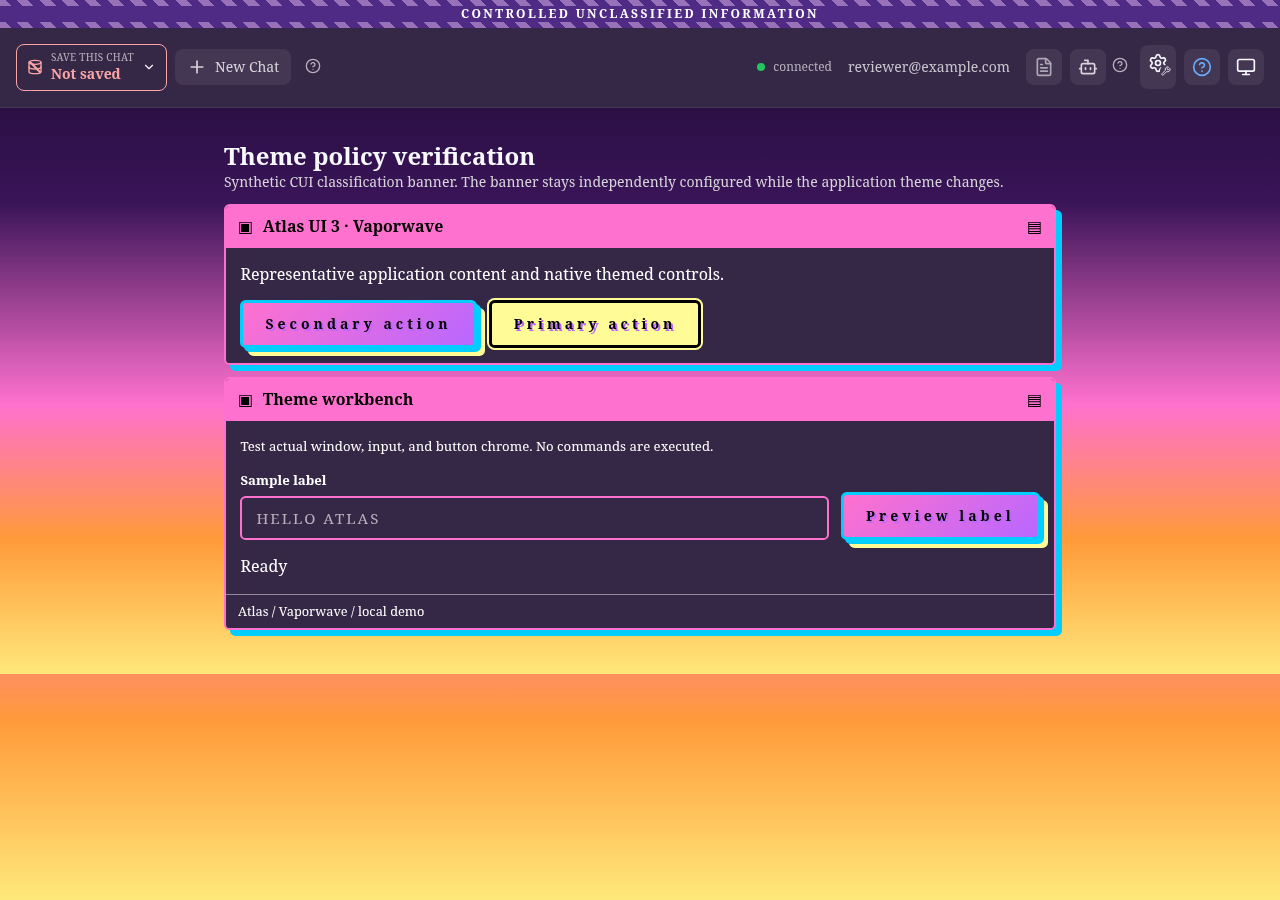 CONTROLLED UNCLASSIFIED INFORMATION
SAVE THIS CHAT
Not saved
New Chat
connected
reviewer@example.com
Theme policy verification
Synthetic CUI classification banner. The banner stays independently configured while the application theme changes.
Atlas UI 3 · Vaporwave
Representative application content and native themed controls.
Secondary action
Primary action
Theme workbench
Test actual window, input, and button chrome. No commands are executed.
Sample label
HELLO ATLAS
Preview label
Ready
Atlas / Vaporwave / local demo